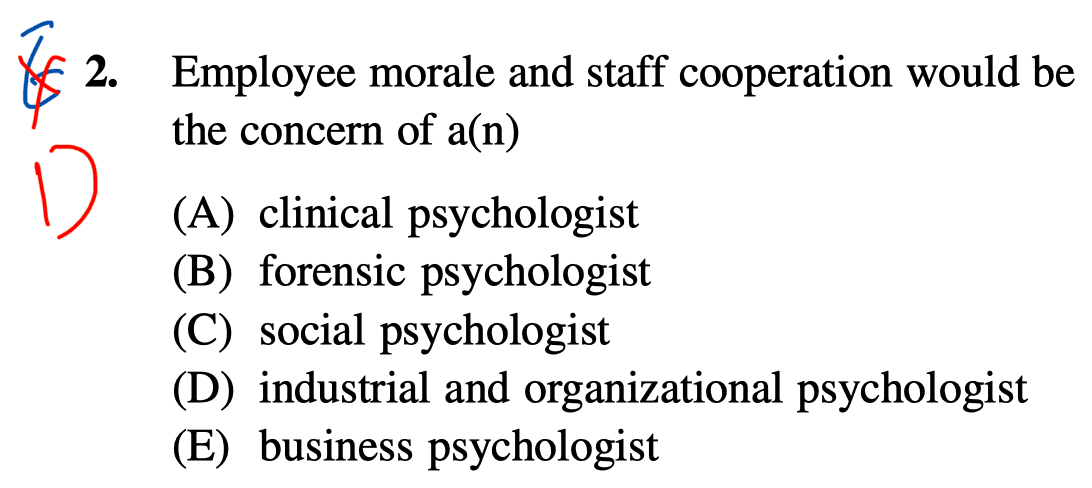 E 2. Employee morale and staff cooperation would be
the concern of a(n)
D
(A) clinical psychologist
(B) forensic psychologist
(C) social psychologist
(D) industrial and organizational psychologist
(E) business psychologist